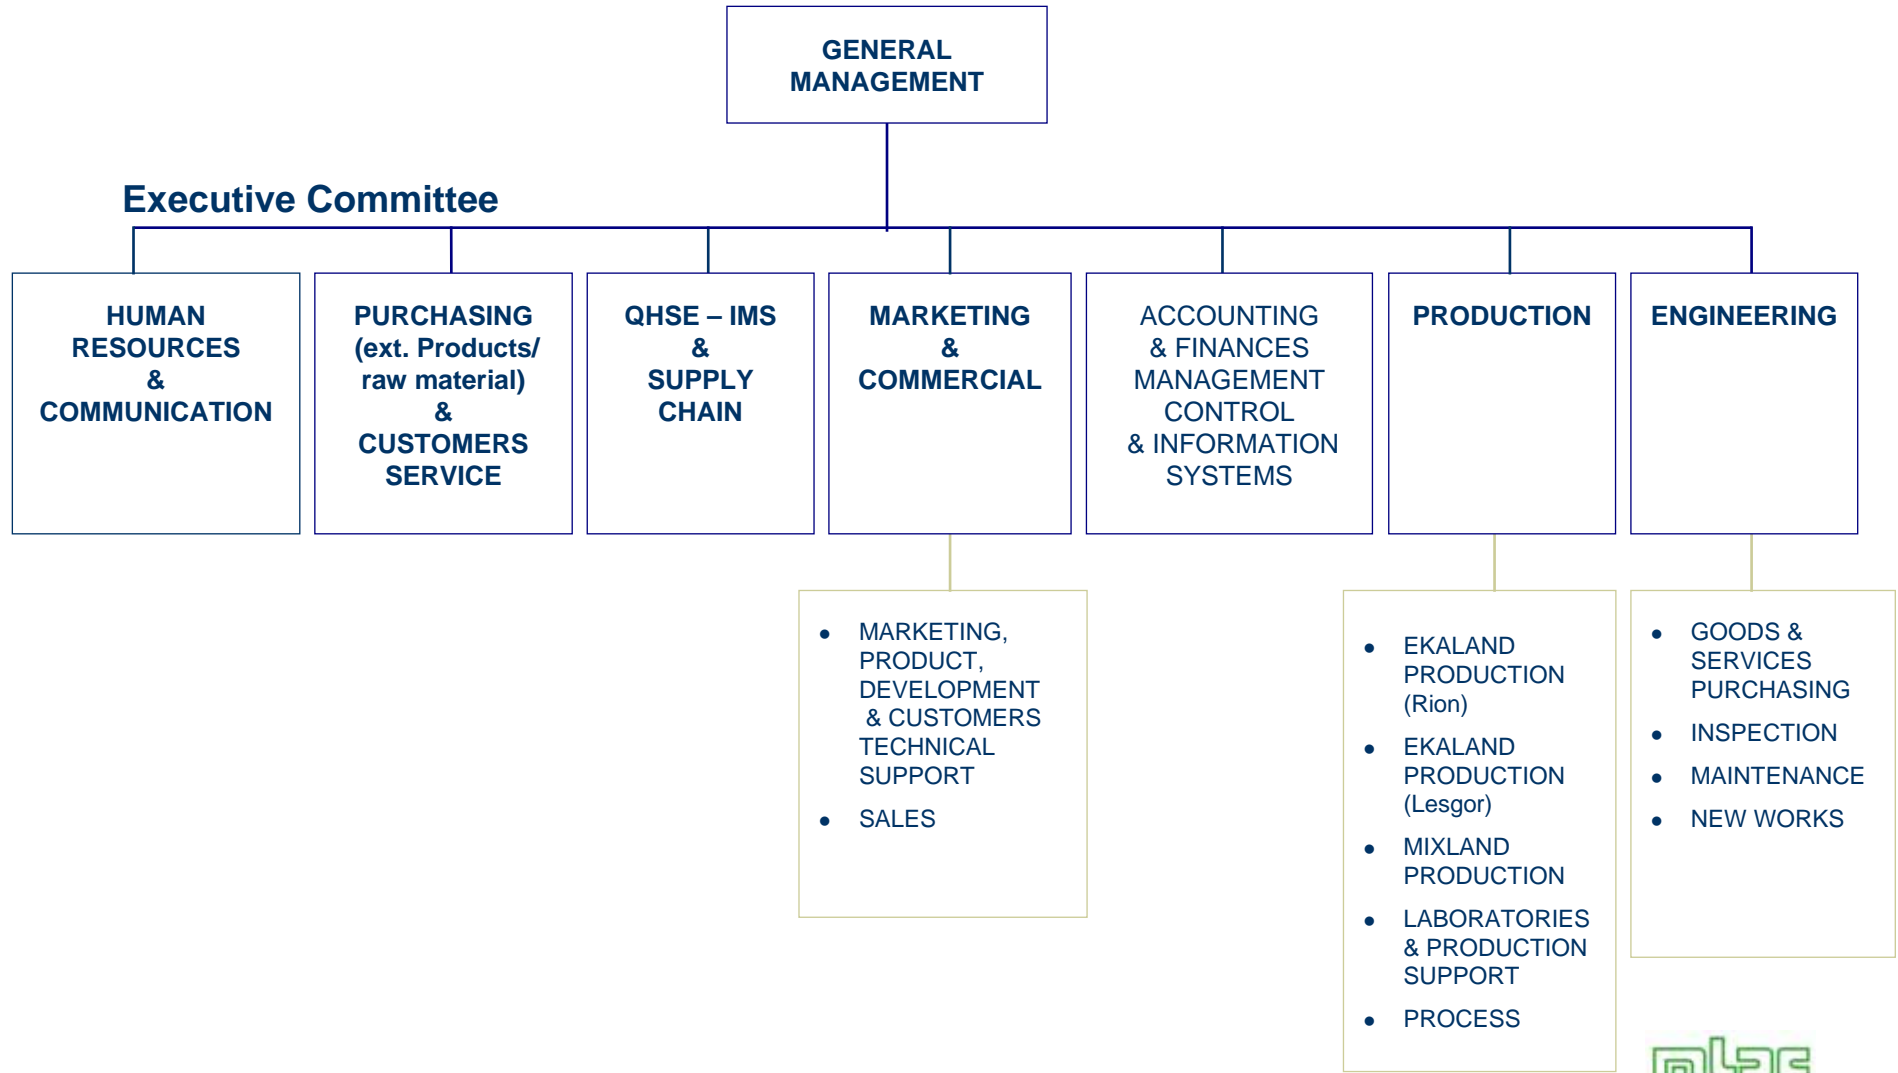 GENERAL
MANAGEMENT
Executive Committee
HUMAN
RESOURCES
&
COMMUNICATION
PURCHASING
(ext. Products/
raw material)
&
CUSTOMERS
SERVICE
QHSE – IMS
&
SUPPLY
CHAIN
MARKETING
&
COMMERCIAL
ACCOUNTING
& FINANCES
MANAGEMENT
CONTROL
& INFORMATION
SYSTEMS
PRODUCTION
ENGINEERING
● MARKETING,
PRODUCT,
DEVELOPMENT
& CUSTOMERS
TECHNICAL
SUPPORT
● SALES
● EKALAND
PRODUCTION
(Rion)
● EKALAND
PRODUCTION
(Lesgor)
● MIXLAND
PRODUCTION
● LABORATORIES
& PRODUCTION
SUPPORT
● PROCESS
● GOODS &
SERVICES
PURCHASING
● INSPECTION
● MAINTENANCE
● NEW WORKS